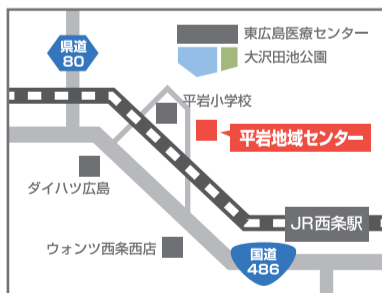 東広島医療センター
大沢田池公園
県道
80
平岩小学校
平岩地域センター
ダイハツ広島
JR西条駅
ウォンツ西条西店
国道
486